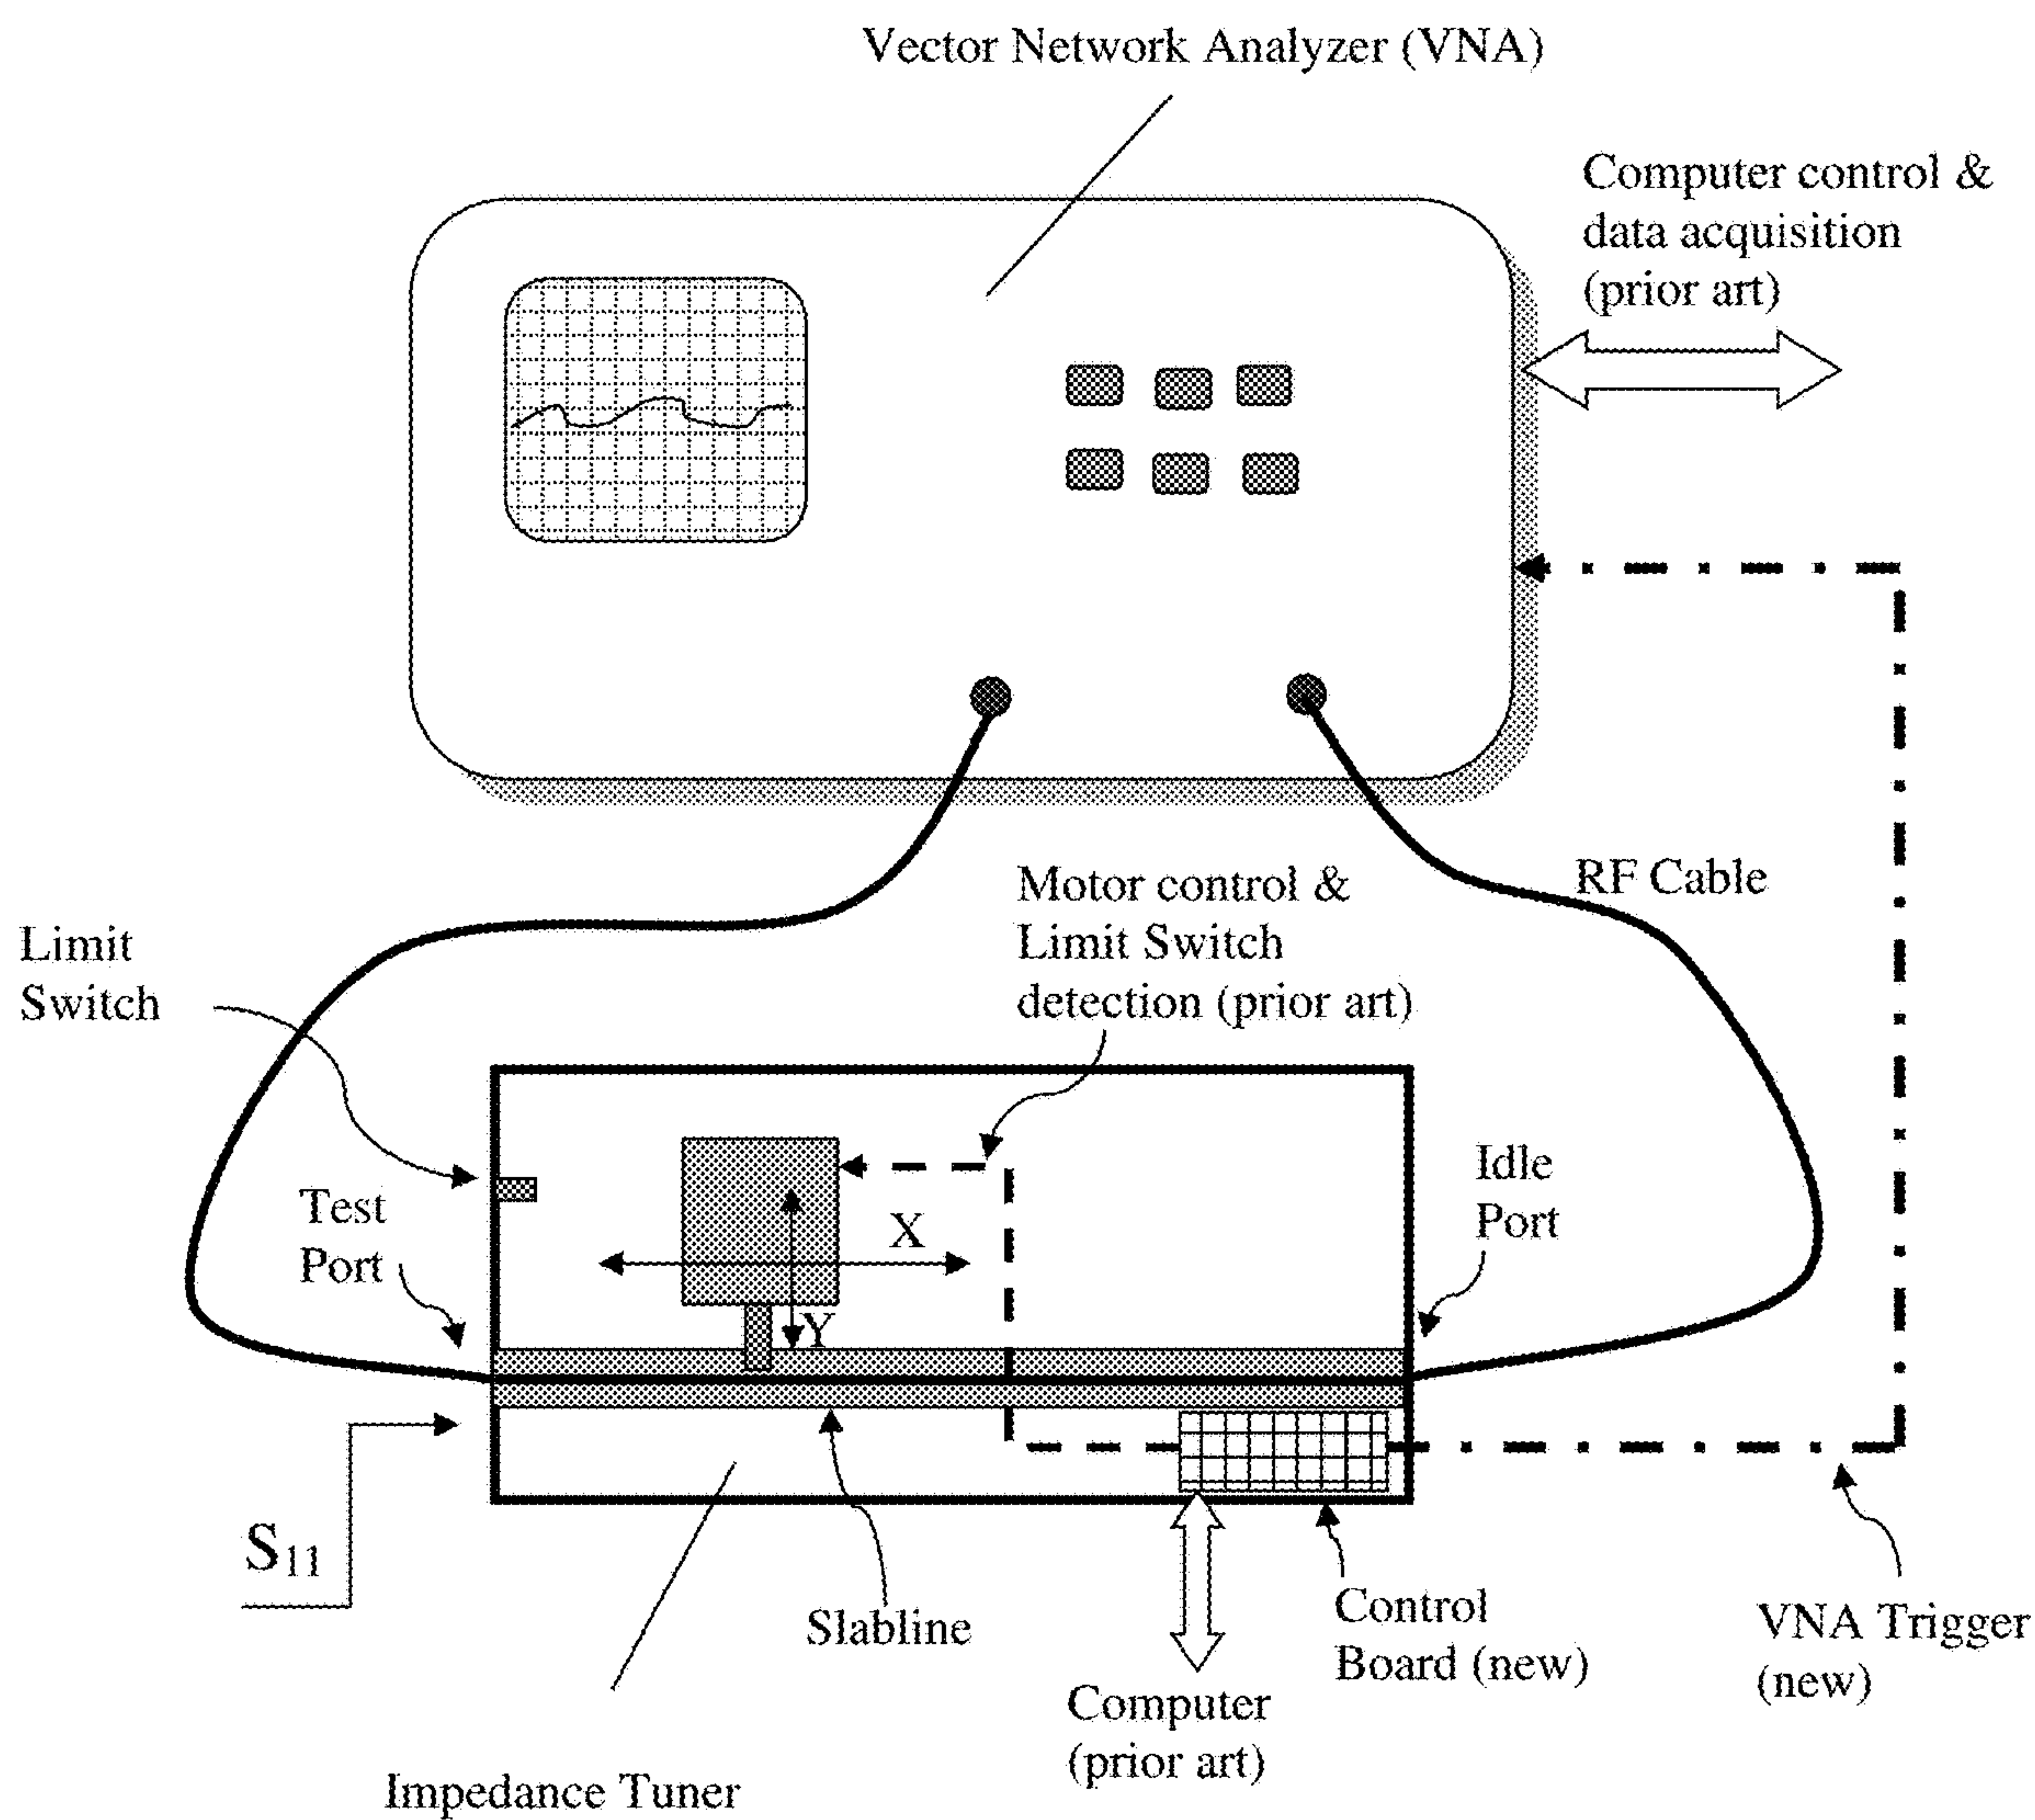 Vector Network Analyzer (VNA)
Computer control &
data acquisition
(prior art)
RF Cable
Motor control &
Limit Switch
detection (prior art)
Limit
Switch
Test
Port
X
Y
Idle
Port
S11
Slabline
Control
Board (new)
VNA Trigger
(new)
Computer
(prior art)
Impedance Tuner